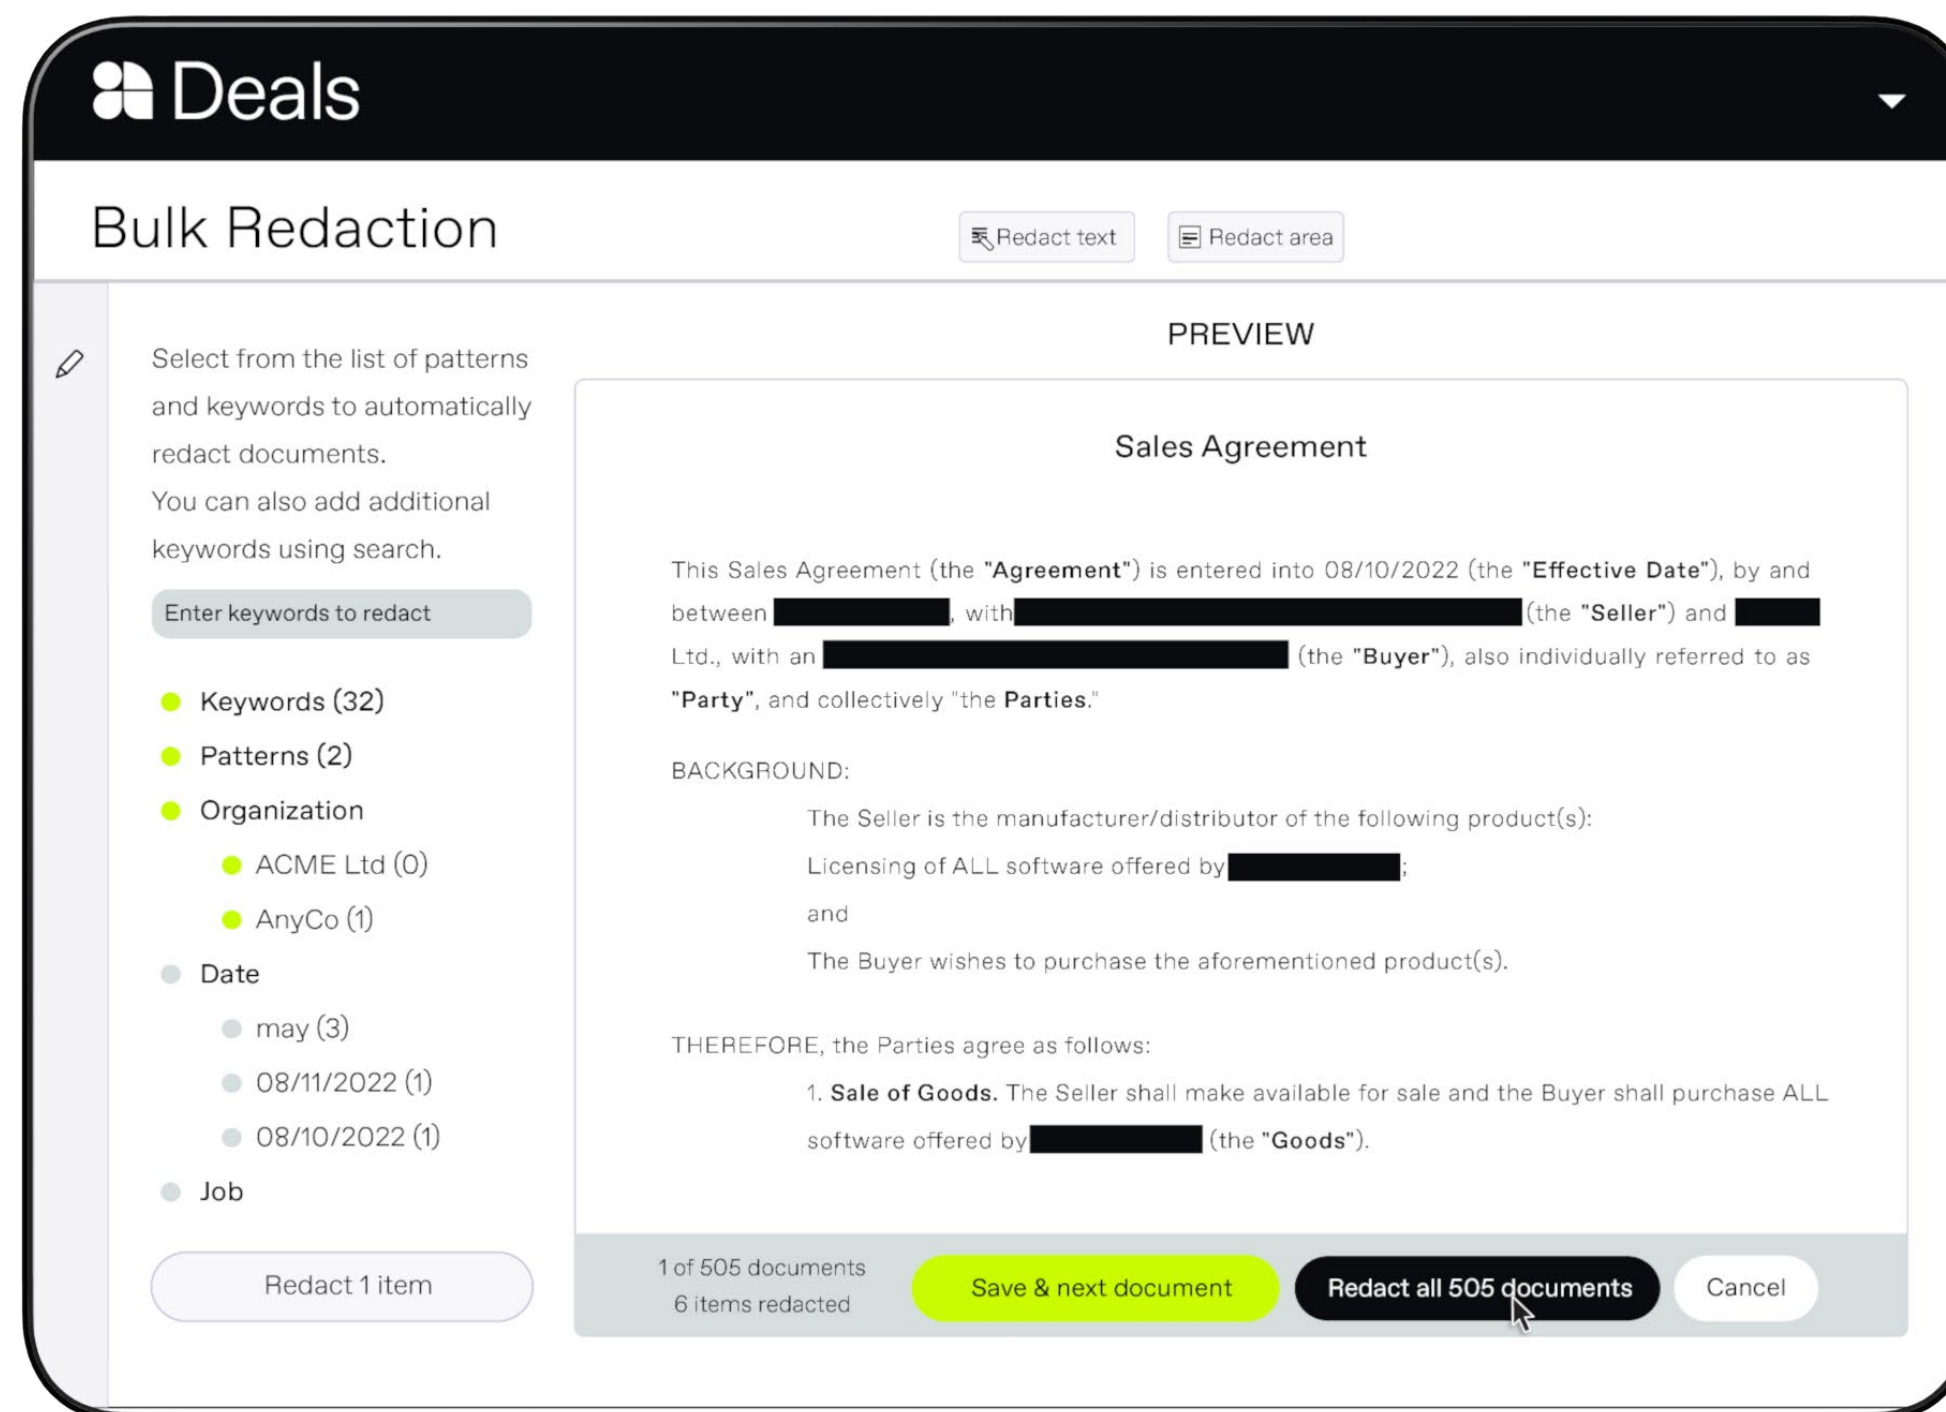 Deals
Bulk Redaction
Redact text
Redact area
Select from the list of patterns
and keywords to automatically
redact documents.
You can also add additional
keywords using search.
Enter keywords to redact
Keywords (32)
Patterns (2)
Organization
ACME Ltd (0)
AnyCo (1)
Date
may (3)
08/11/2022 (1)
08/10/2022 (1)
Job
Redact 1 item
PREVIEW
Sales Agreement
This Sales Agreement (the "Agreement") is entered into 08/10/2022 (the "Effective Date"), by and
between , with (the "Seller") and
Ltd., with an (the "Buyer"), also individually referred to as
"Party", and collectively "the Parties."
BACKGROUND:
The Seller is the manufacturer/distributor of the following product(s):
Licensing of ALL software offered by ;
and
The Buyer wishes to purchase the aforementioned product(s).
THEREFORE, the Parties agree as follows:
1. Sale of Goods. The Seller shall make available for sale and the Buyer shall purchase ALL
software offered by (the "Goods").
1 of 505 documents
6 items redacted
Save & next document
Redact all 505 documents
Cancel